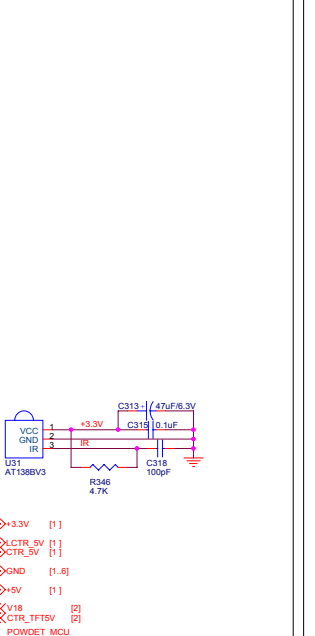 C313 + 47uF/6.3V
VCC 1 +3.3V C315 0.1uF
GND 2
IR 3 IR
U31 C318
AT138BV3 100pF
R346
4.7K
+3.3V [1 ]
LCTR_5V [1 ]
CTR_5V [1 ]
GND [1..6]
+5V [1 ]
V18 [2]
CTR_TFT5V [2]
POWDET_MCU